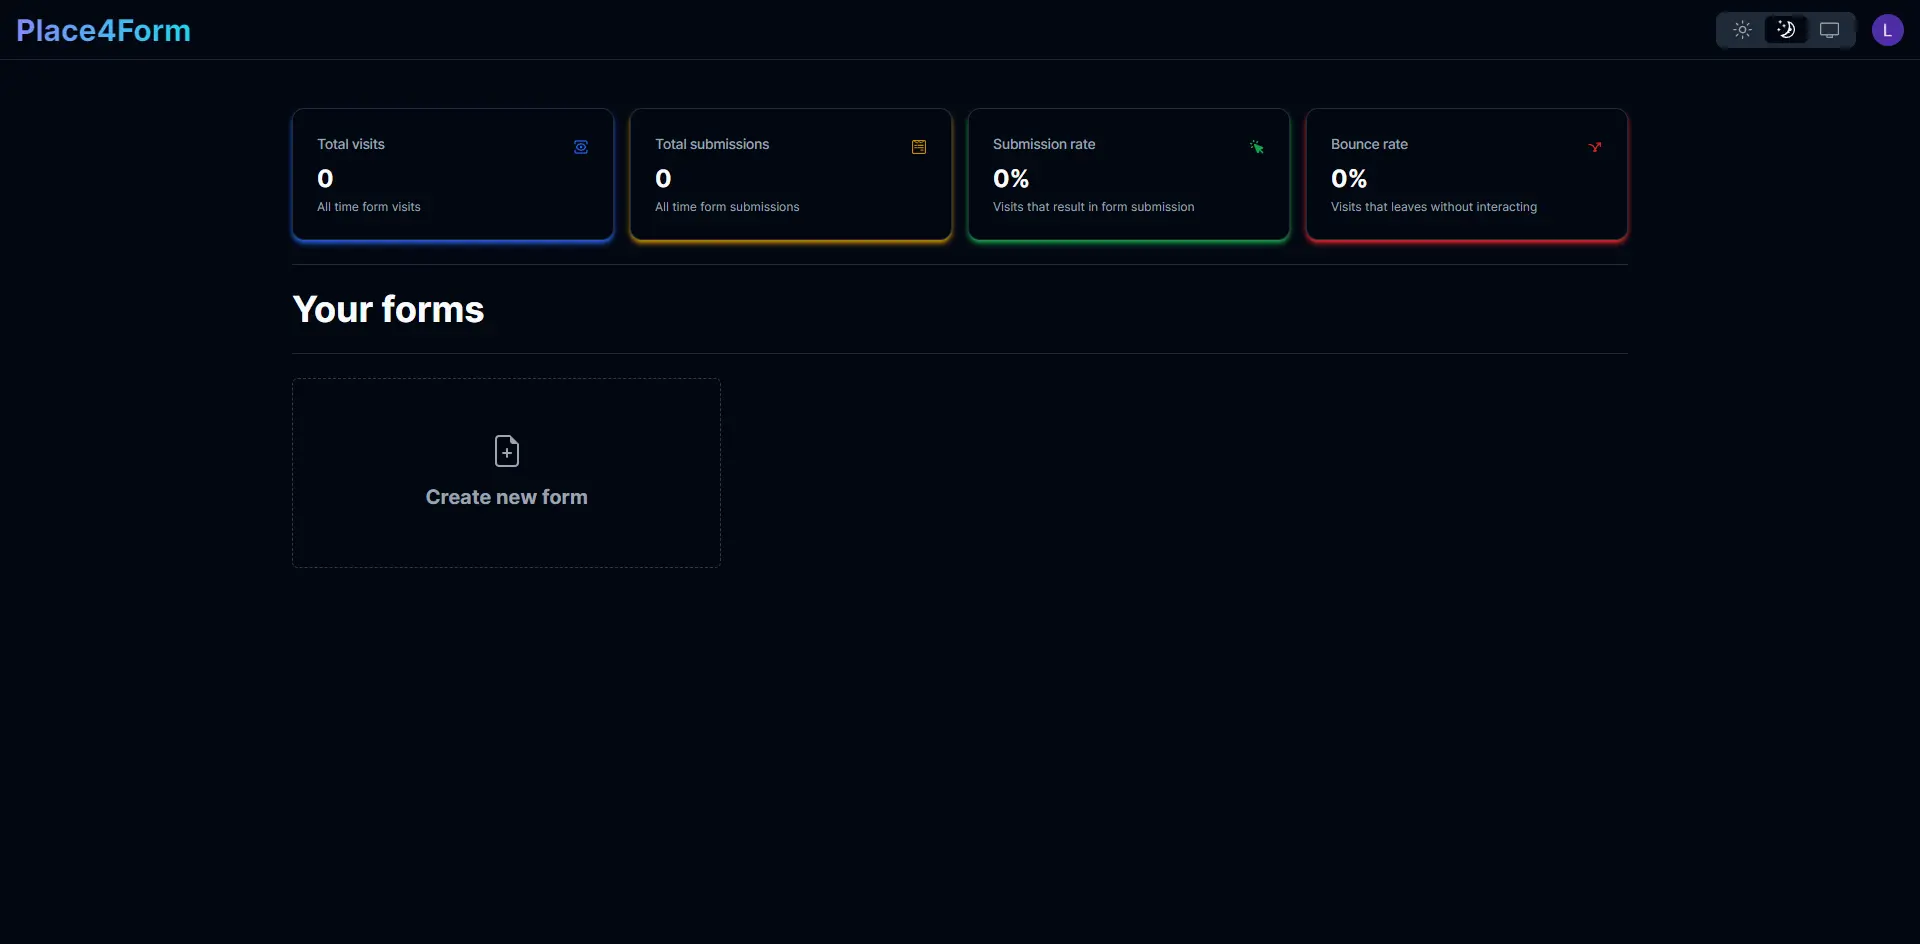 Place4Form
L
Total visits
0
All time form visits
Total submissions
0
All time form submissions
Submission rate
0%
Visits that result in form submission
Bounce rate
0%
Visits that leaves without interacting
Your forms
Create new form